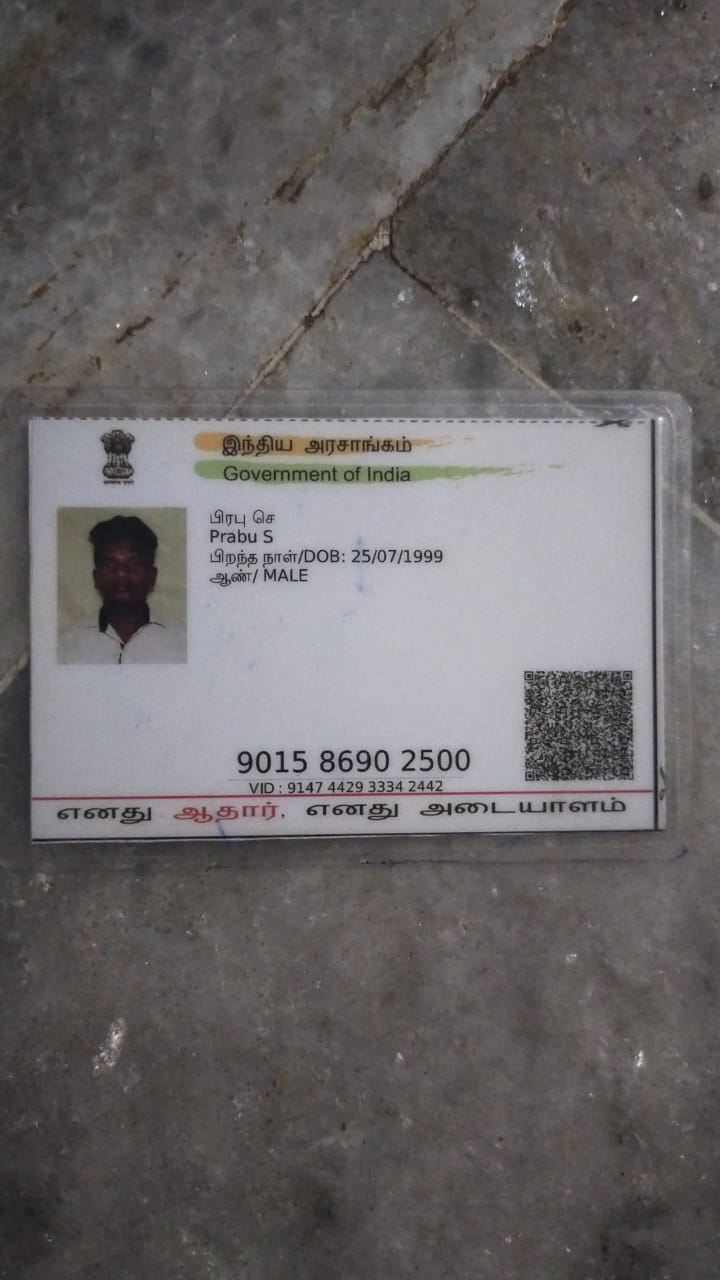 இந்திய அரசாங்கம்
Government of India
பிரபு செ
Prabu S
பிறந்த நாள்/DOB: 25/07/1999
ஆண்/ MALE
9015 8690 2500
VID : 9147 4429 3334 2442
எனது ஆதார், எனது அடையாளம்